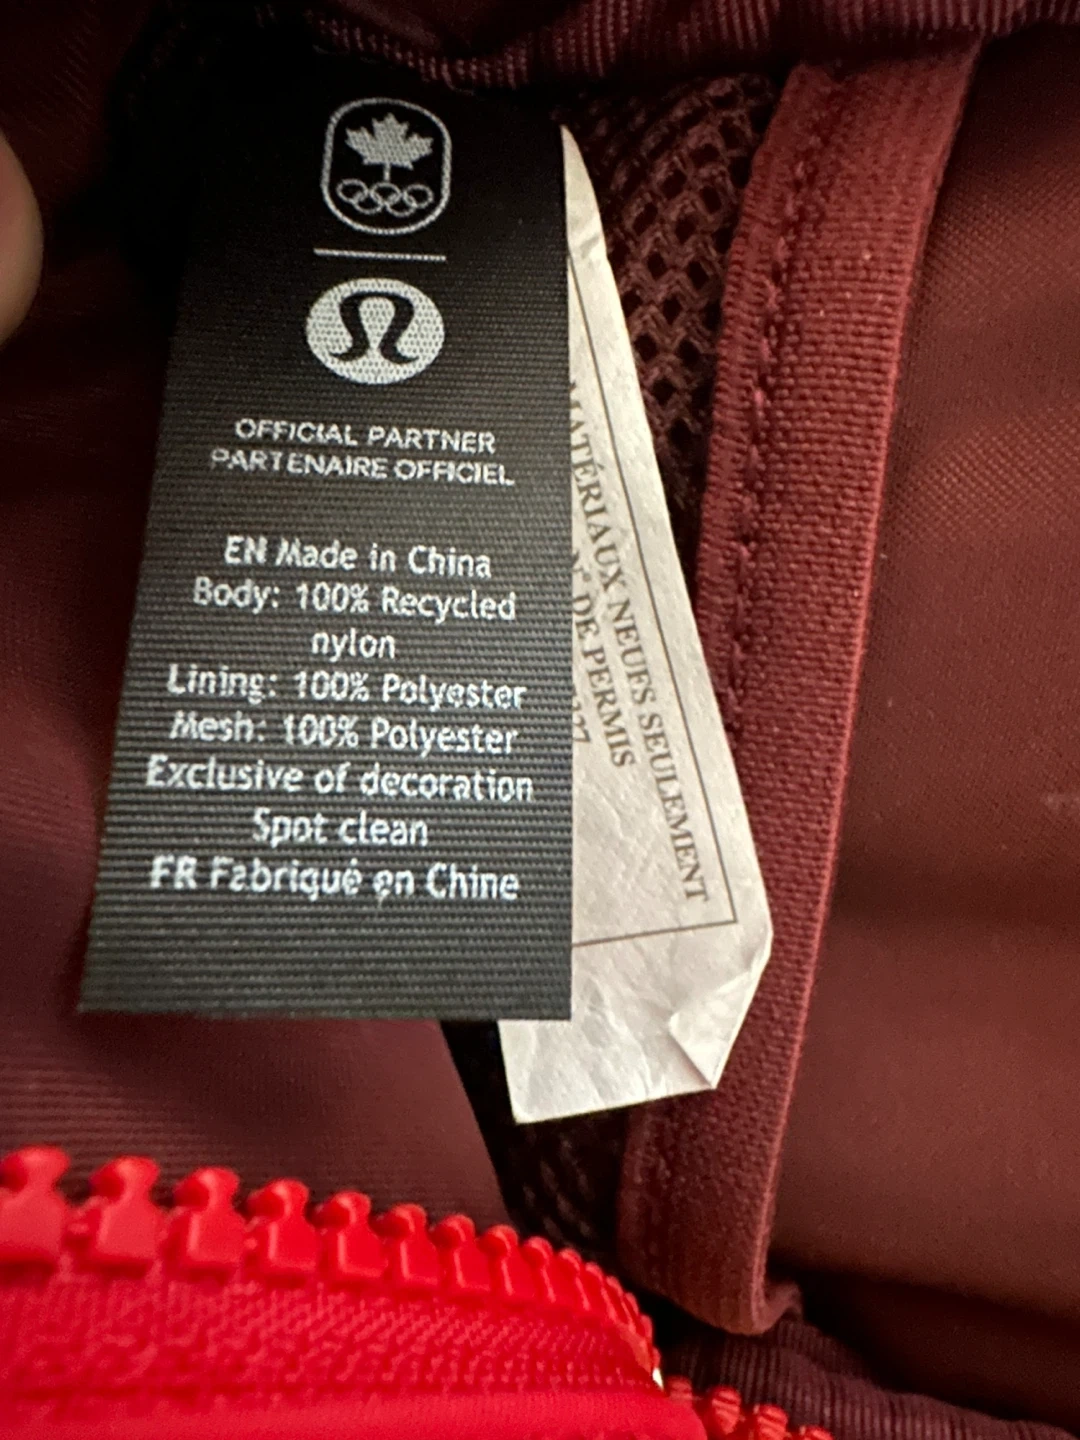 OFFICIAL PARTNER
PARTENAIRE OFFICIEL
EN Made in China
Body: 100% Recycled
nylon
Lining: 100% Polyester
Mesh: 100% Polyester
Exclusive of decoration
Spot clean
FR Fabriqué en Chine
MATÉRIAUX NEUFS SEULEMENT
N° DE PERMIS